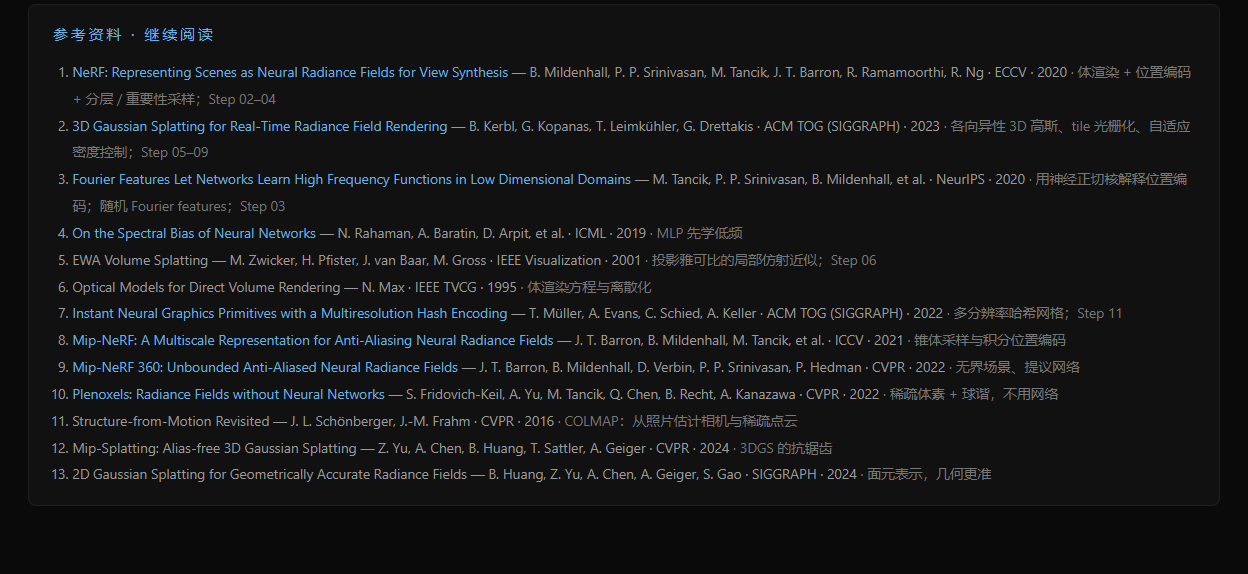 参考资料 · 继续阅读
1. NeRF: Representing Scenes as Neural Radiance Fields for View Synthesis — B. Mildenhall, P. P. Srinivasan, M. Tancik, J. T. Barron, R. Ramamoorthi, R. Ng · ECCV · 2020 · 体渲染 + 位置编码
+ 分层 / 重要性采样；Step 02–04
2. 3D Gaussian Splatting for Real-Time Radiance Field Rendering — B. Kerbl, G. Kopanas, T. Leimkühler, G. Drettakis · ACM TOG (SIGGRAPH) · 2023 · 各向异性 3D 高斯、tile 光栅化、自适应
密度控制；Step 05–09
3. Fourier Features Let Networks Learn High Frequency Functions in Low Dimensional Domains — M. Tancik, P. P. Srinivasan, B. Mildenhall, et al. · NeurIPS · 2020 · 用神经正切核解释位置编
码；随机 Fourier features；Step 03
4. On the Spectral Bias of Neural Networks — N. Rahaman, A. Baratin, D. Arpit, et al. · ICML · 2019 · MLP 先学低频
5. EWA Volume Splatting — M. Zwicker, H. Pfister, J. van Baar, M. Gross · IEEE Visualization · 2001 · 投影雅可比的局部仿射近似；Step 06
6. Optical Models for Direct Volume Rendering — N. Max · IEEE TVCG · 1995 · 体渲染方程与离散化
7. Instant Neural Graphics Primitives with a Multiresolution Hash Encoding — T. Müller, A. Evans, C. Schied, A. Keller · ACM TOG (SIGGRAPH) · 2022 · 多分辨率哈希网格；Step 11
8. Mip-NeRF: A Multiscale Representation for Anti-Aliasing Neural Radiance Fields — J. T. Barron, B. Mildenhall, M. Tancik, et al. · ICCV · 2021 · 锥体采样与积分位置编码
9. Mip-NeRF 360: Unbounded Anti-Aliased Neural Radiance Fields — J. T. Barron, B. Mildenhall, D. Verbin, P. P. Srinivasan, P. Hedman · CVPR · 2022 · 无界场景、提议网络
10. Plenoxels: Radiance Fields without Neural Networks — S. Fridovich-Keil, A. Yu, M. Tancik, Q. Chen, B. Recht, A. Kanazawa · CVPR · 2022 · 稀疏体素 + 球谐，不用网络
11. Structure-from-Motion Revisited — J. L. Schönberger, J.-M. Frahm · CVPR · 2016 · COLMAP：从照片估计相机与稀疏点云
12. Mip-Splatting: Alias-free 3D Gaussian Splatting — Z. Yu, A. Chen, B. Huang, T. Sattler, A. Geiger · CVPR · 2024 · 3DGS 的抗锯齿
13. 2D Gaussian Splatting for Geometrically Accurate Radiance Fields — B. Huang, Z. Yu, A. Chen, A. Geiger, S. Gao · SIGGRAPH · 2024 · 面元表示，几何更准